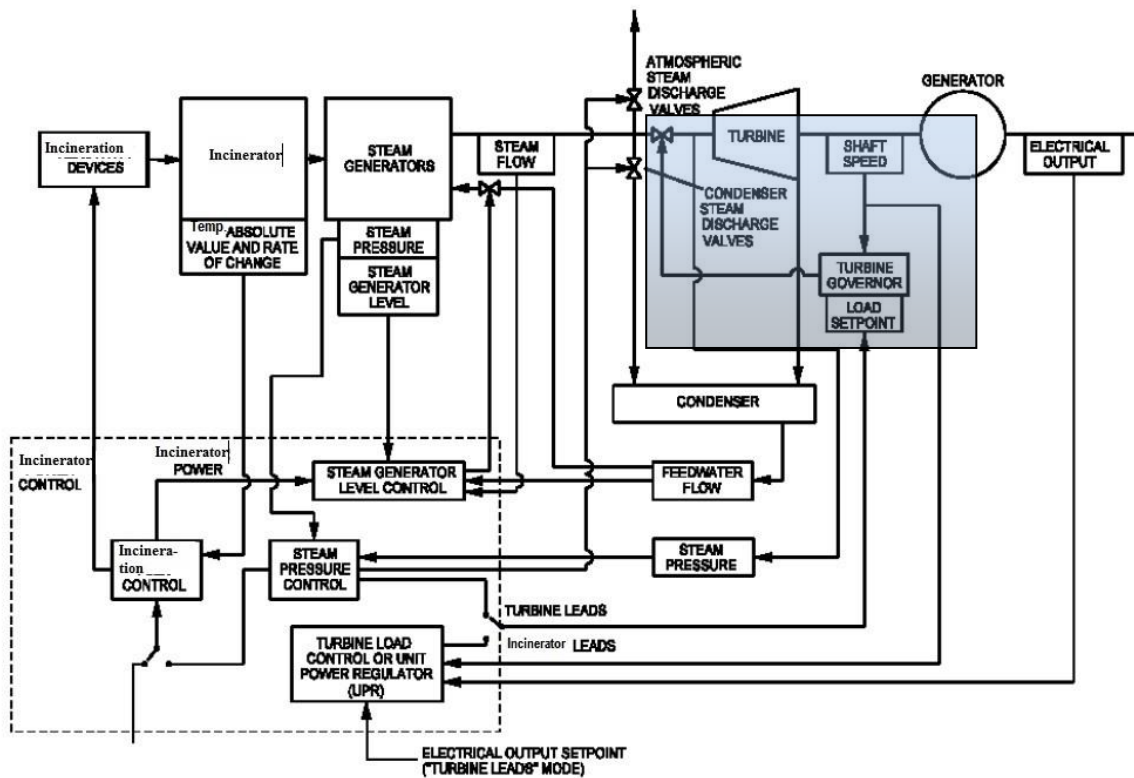 ATMOSPHERIC
STEAM
DISCHARGE
VALVES
GENERATOR
Incineration
DEVICES
Incinerator
STEAM
GENERATORS
STEAM
FLOW
TURBINE
SHAFT
SPEED
ELECTRICAL
OUTPUT
CONDENSER
STEAM
DISCHARGE
VALVES
Temp.ABSOLUTE
VALUE AND RATE
OF CHANGE
STEAM
PRESSURE
STEAM
GENERATOR
LEVEL
TURBINE
GOVERNOR
LOAD
SETPOINT
CONDENSER
Incinerator
CONTROL
Incinerator
POWER
STEAM GENERATOR
LEVEL CONTROL
FEEDWATER
FLOW
Incinera-
tion
CONTROL
STEAM
PRESSURE
CONTROL
STEAM
PRESSURE
TURBINE LEADS
Incinerator LEADS
TURBINE LOAD
CONTROL OR UNIT
POWER REGULATOR
(UPR)
ELECTRICAL OUTPUT SETPOINT
("TURBINE LEADS" MODE)